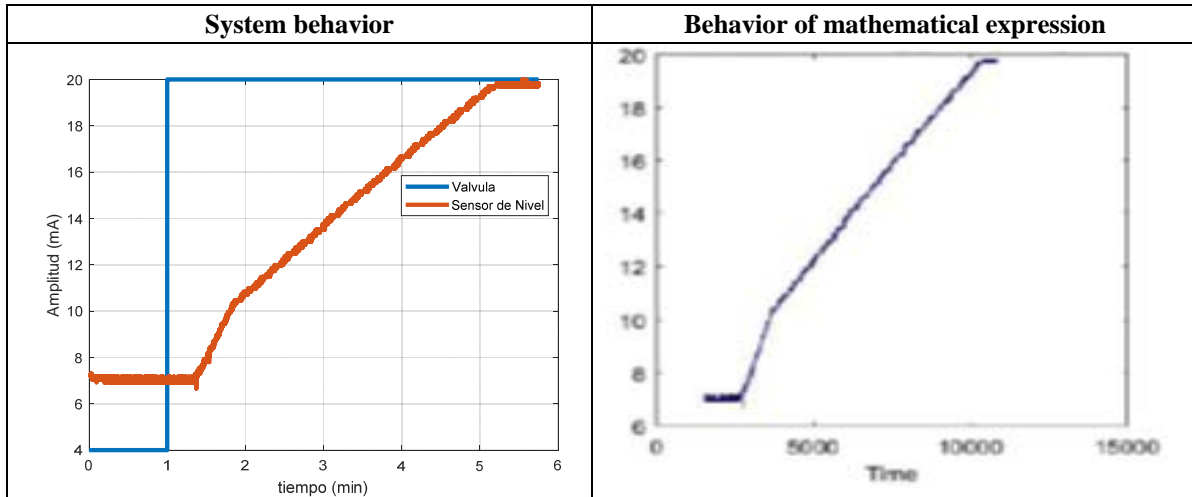 System behavior
Behavior of mathematical expression
20
18
16
14
12
10
8
6
4
Amplitud (mA)
Valvula
Sensor de Nivel
0 1 2 3 4 5 6
tiempo (min)
20
18
16
14
12
10
8
6
0 5000 10000 15000
Time